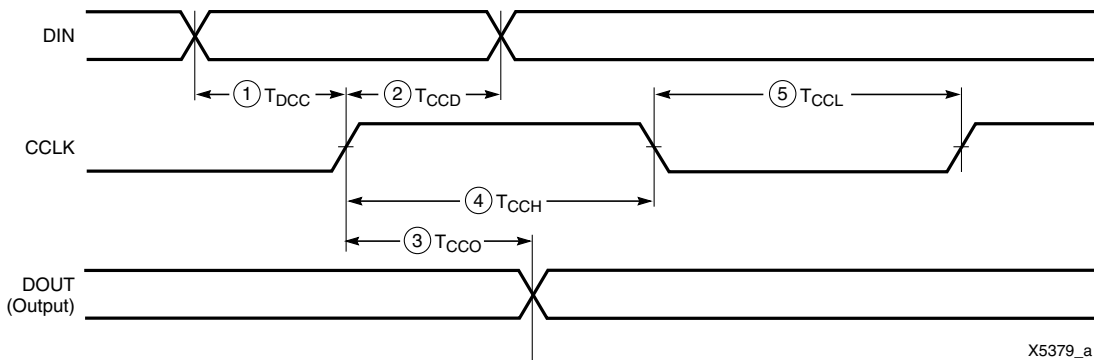 DIN
① T_DCC ② T_CCD ⑤ T_CCL
CCLK
④ T_CCH
③ T_CCO
DOUT
(Output)
X5379_a